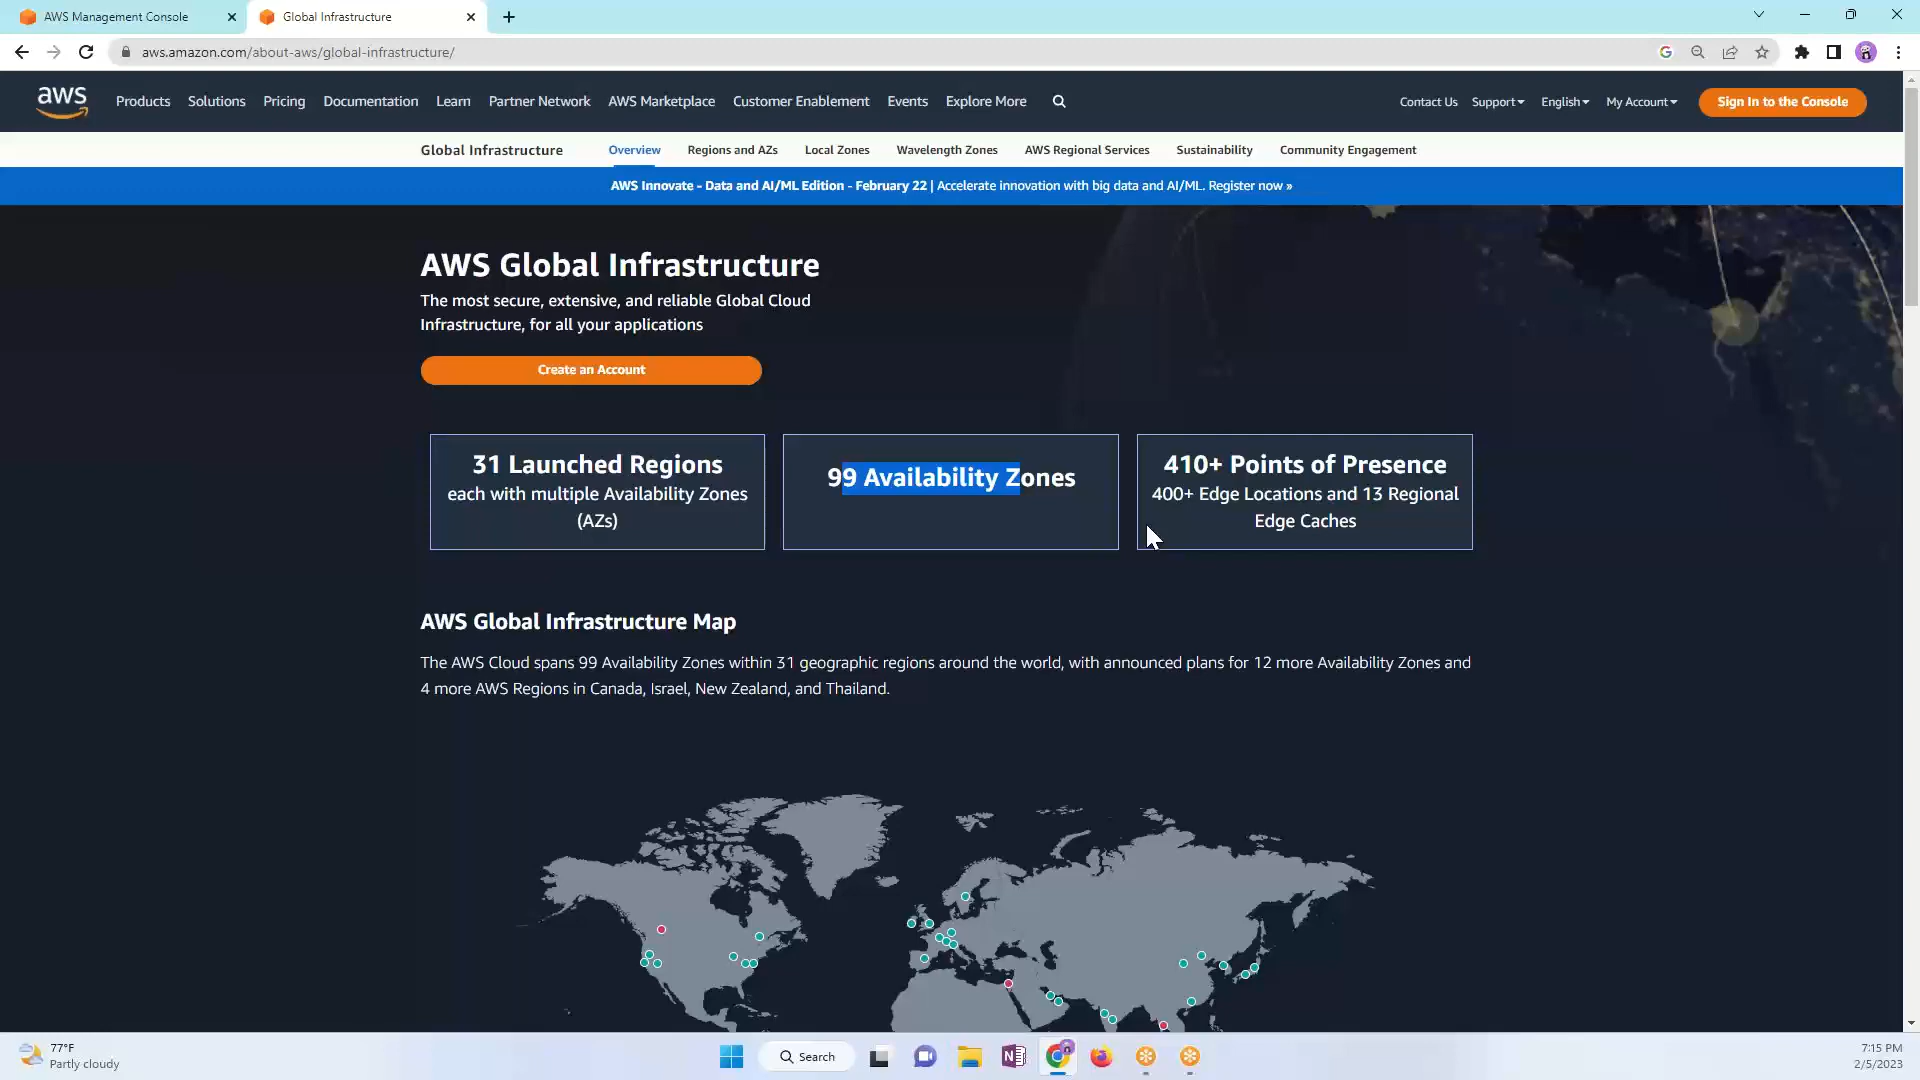 AWS Management Console
Global Infrastructure
aws.amazon.com/about-aws/global-infrastructure/
aws
Products
Solutions
Pricing
Documentation
Learn
Partner Network
AWS Marketplace
Customer Enablement
Events
Explore More
Contact Us
Support
English
My Account
Sign In to the Console
Global Infrastructure
Overview
Regions and AZs
Local Zones
Wavelength Zones
AWS Regional Services
Sustainability
Community Engagement
AWS Innovate - Data and AI/ML Edition - February 22 | Accelerate innovation with big data and AI/ML. Register now »
AWS Global Infrastructure
The most secure, extensive, and reliable Global Cloud
Infrastructure, for all your applications
Create an Account
31 Launched Regions
each with multiple Availability Zones
(AZs)
99 Availability Zones
410+ Points of Presence
400+ Edge Locations and 13 Regional
Edge Caches
AWS Global Infrastructure Map
The AWS Cloud spans 99 Availability Zones within 31 geographic regions around the world, with announced plans for 12 more Availability Zones and
4 more AWS Regions in Canada, Israel, New Zealand, and Thailand.
77°F
Partly cloudy
Search
7:15 PM
2/5/2023